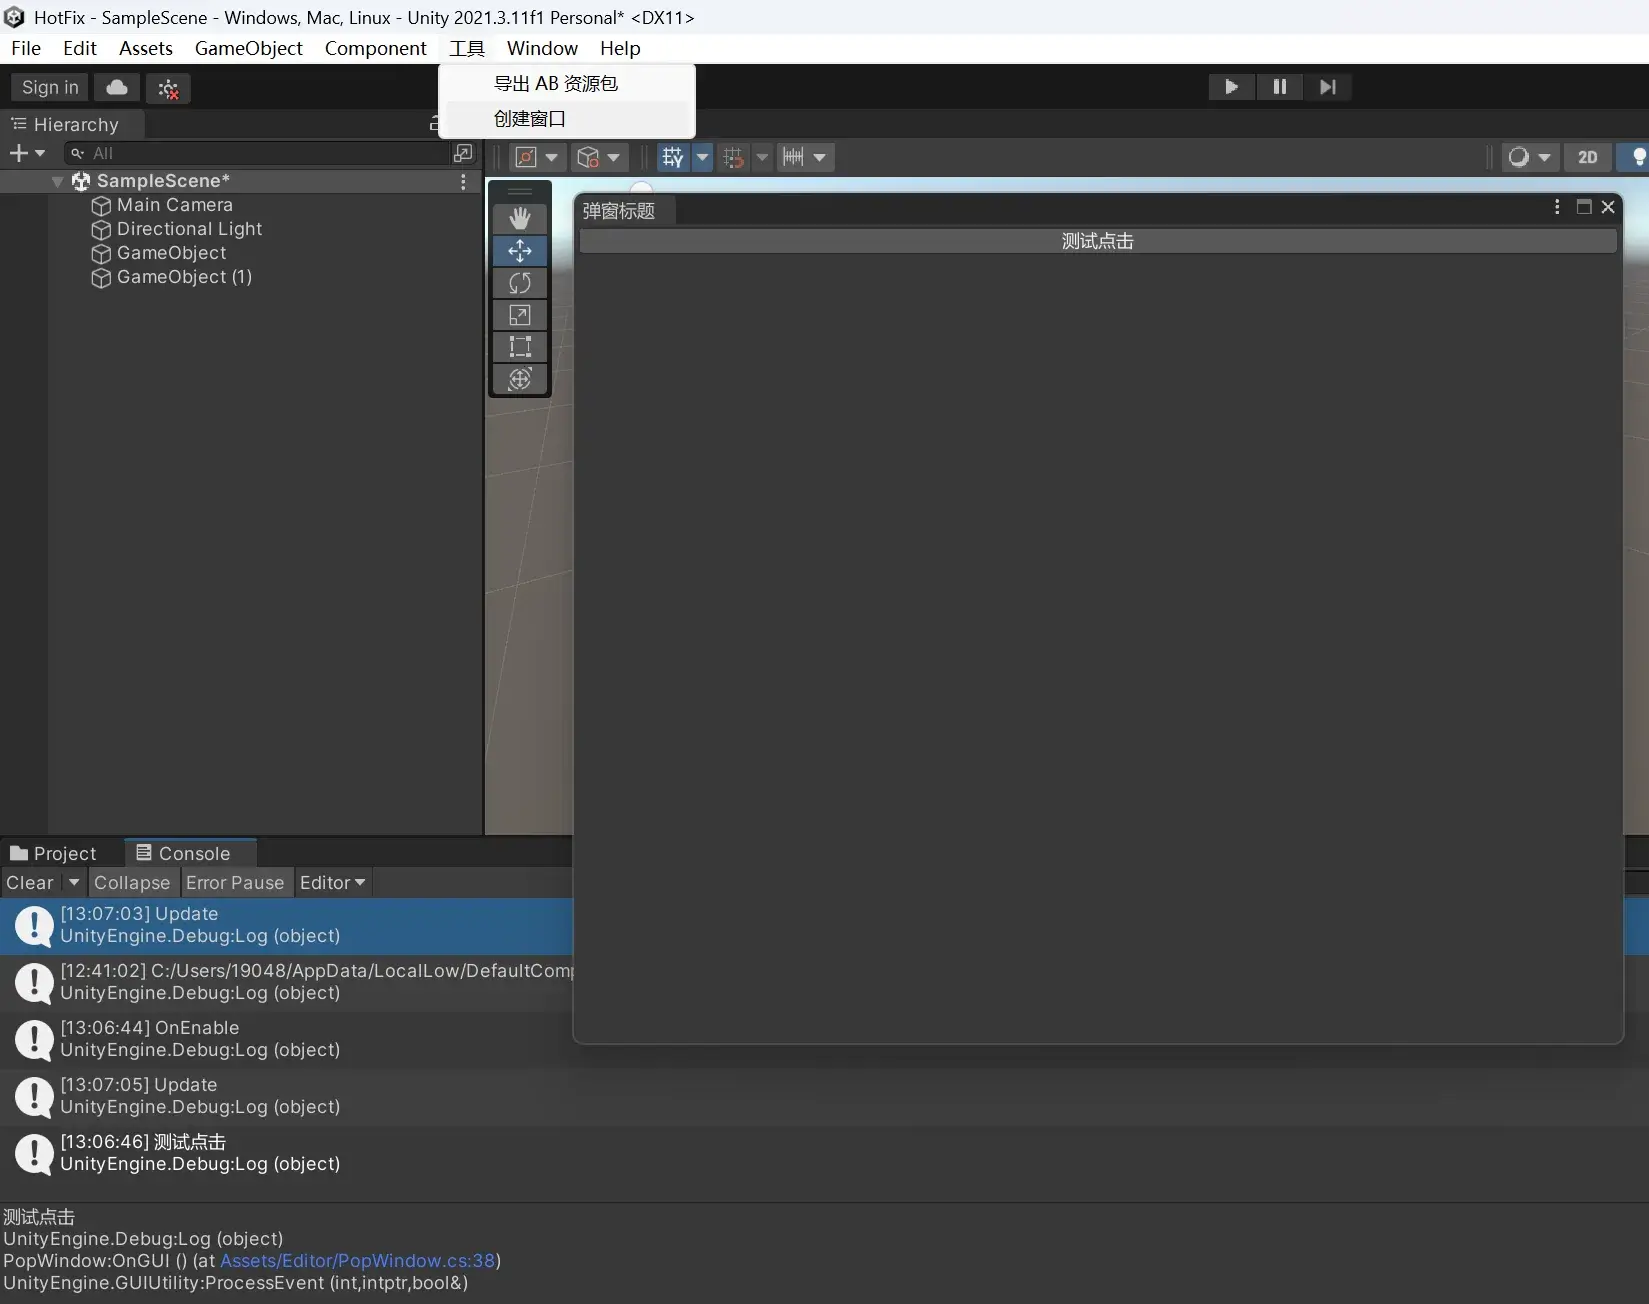 HotFix - SampleScene - Windows, Mac, Linux - Unity 2021.3.11f1 Personal* <DX11>
File Edit Assets GameObject Component 工具 Window Help
导出 AB 资源包
创建窗口
Sign in
Hierarchy
All
2D
SampleScene*
Main Camera
Directional Light
GameObject
GameObject (1)
弹窗标题
测试点击
Project Console
Clear Collapse Error Pause Editor
[13:07:03] Update
UnityEngine.Debug:Log (object)
[12:41:02] C:/Users/19048/AppData/LocalLow/DefaultComp
UnityEngine.Debug:Log (object)
[13:06:44] OnEnable
UnityEngine.Debug:Log (object)
[13:07:05] Update
UnityEngine.Debug:Log (object)
[13:06:46] 测试点击
UnityEngine.Debug:Log (object)
测试点击
UnityEngine.Debug:Log (object)
PopWindow:OnGUI () (at Assets/Editor/PopWindow.cs:38)
UnityEngine.GUIUtility:ProcessEvent (int,intptr,bool&)